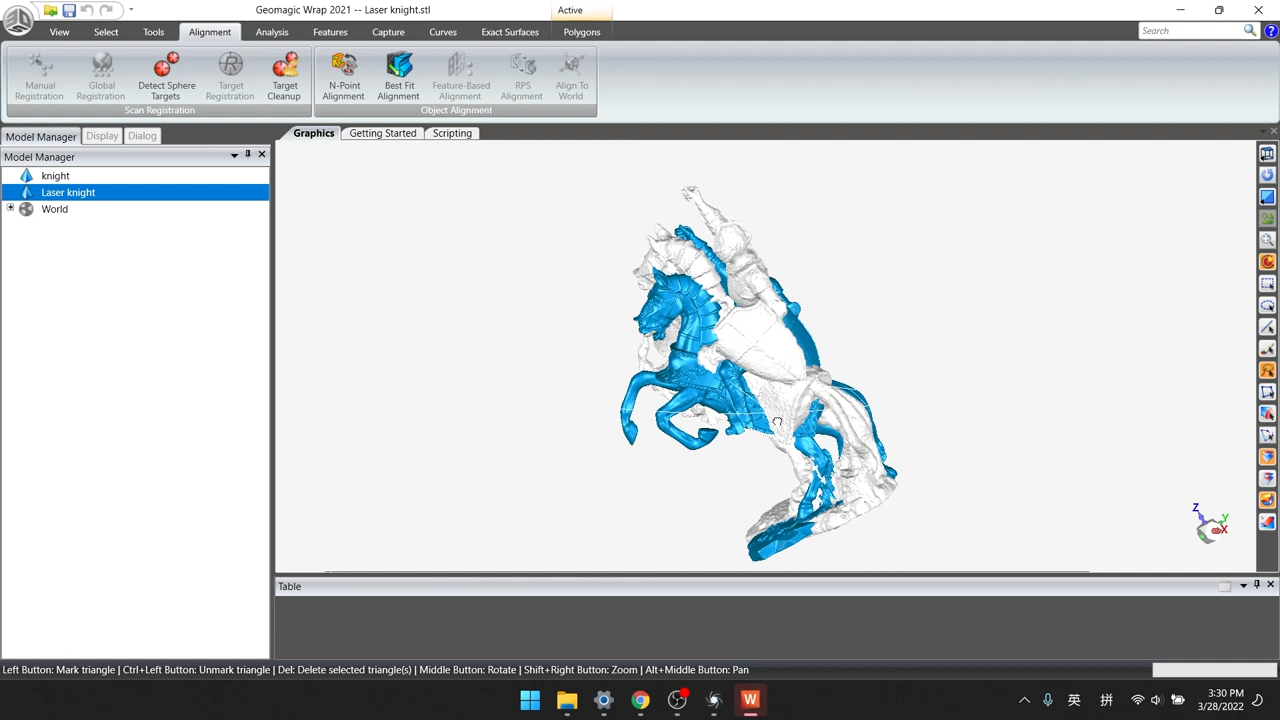 Geomagic Wrap 2021 -- Laser knight.stl
Active
View Select Tools Alignment Analysis Features Capture Curves Exact Surfaces Polygons
Search
Manual Registration
Global Registration
Detect Sphere Targets
Target Registration
Target Cleanup
N-Point Alignment
Best Fit Alignment
Feature-Based Alignment
RPS Alignment
Align To World
Scan Registration
Object Alignment
Model Manager Display Dialog
Graphics Getting Started Scripting
Model Manager
knight
Laser knight
World
Z
Y
X
Table
Left Button: Mark triangle | Ctrl+Left Button: Unmark triangle | Del: Delete selected triangle(s) | Middle Button: Rotate | Shift+Right Button: Zoom | Alt+Middle Button: Pan
W
英 拼
3:30 PM
3/28/2022